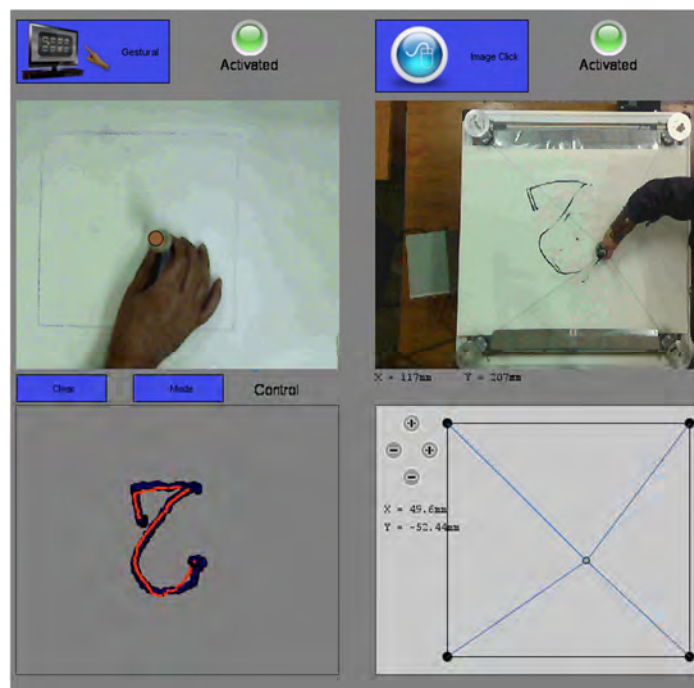 Gestural
Activated
Image Click
Activated
X = 117mm Y = 207mm
Clear
Mode
Control
X = 49.6mm
Y = -52.44mm